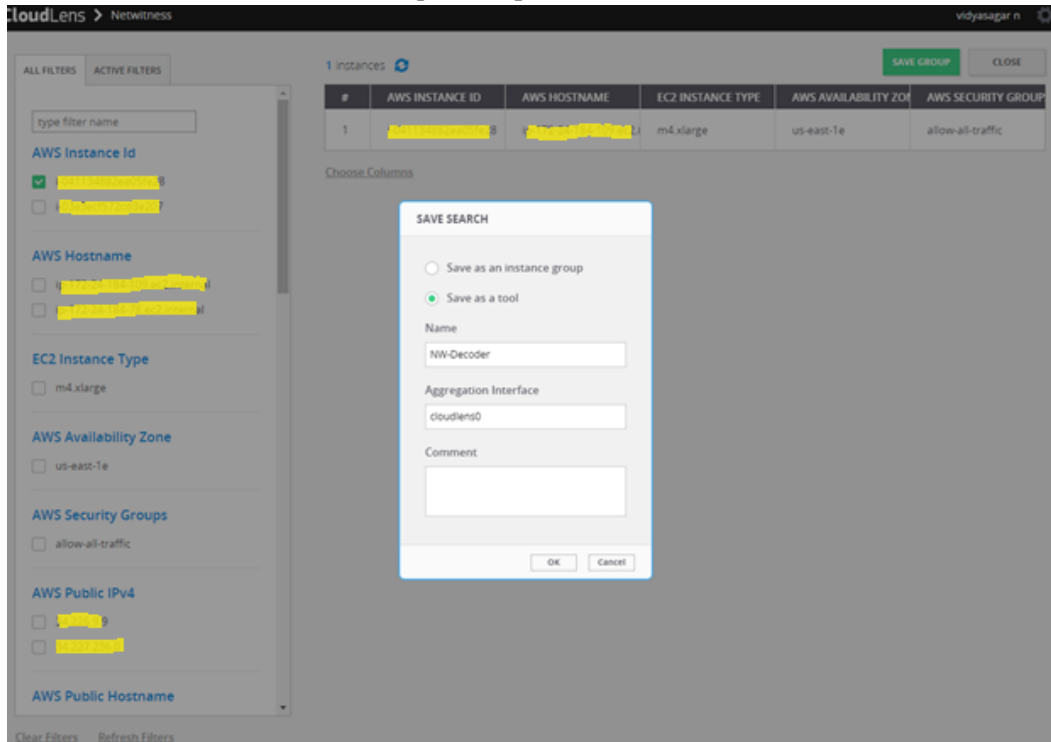 CloudLens > Netwitness
vidyasagar n
ALL FILTERS
ACTIVE FILTERS
1 Instances
SAVE GROUP
CLOSE
# AWS INSTANCE ID AWS HOSTNAME EC2 INSTANCE TYPE AWS AVAILABILITY ZON AWS SECURITY GROUP
1 m4.xlarge us-east-1e allow-all-traffic
Choose Columns
type filter name
AWS Instance Id
AWS Hostname
EC2 Instance Type
m4.xlarge
AWS Availability Zone
us-east-1e
AWS Security Groups
allow-all-traffic
AWS Public IPv4
AWS Public Hostname
Clear Filters Refresh Filters
SAVE SEARCH
Save as an instance group
Save as a tool
Name
NW-Decoder
Aggregation Interface
cloudlens0
Comment
OK Cancel